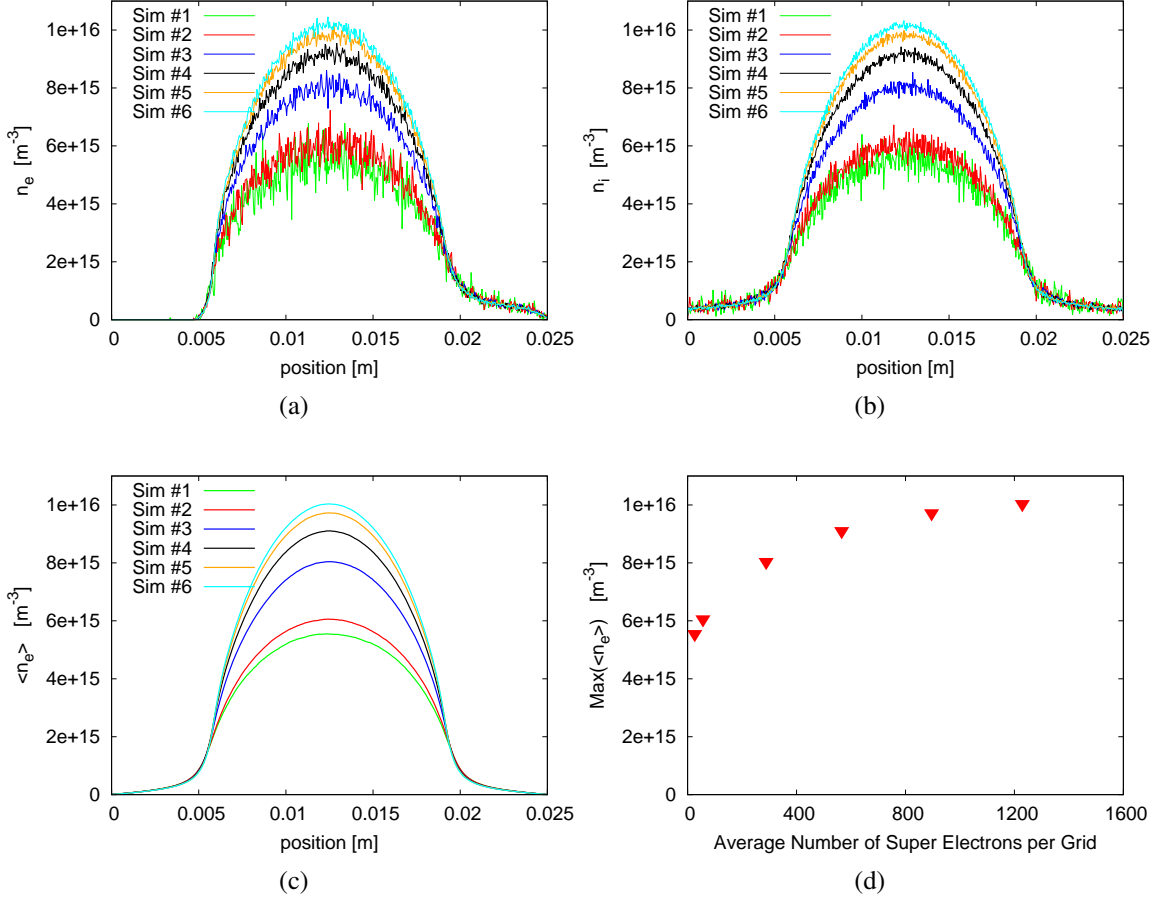 Sim #1
Sim #2
Sim #3
Sim #4
Sim #5
Sim #6
1e+16
8e+15
6e+15
4e+15
2e+15
0
n_e [m^-3]
0 0.005 0.01 0.015 0.02 0.025
position [m]
(a)
Sim #1
Sim #2
Sim #3
Sim #4
Sim #5
Sim #6
1e+16
8e+15
6e+15
4e+15
2e+15
0
n_i [m^-3]
0 0.005 0.01 0.015 0.02 0.025
position [m]
(b)
Sim #1
Sim #2
Sim #3
Sim #4
Sim #5
Sim #6
1e+16
8e+15
6e+15
4e+15
2e+15
0
<n_e> [m^-3]
0 0.005 0.01 0.015 0.02 0.025
position [m]
(c)
1e+16
8e+15
6e+15
4e+15
2e+15
0
Max(<n_e>) [m^-3]
0 400 800 1200 1600
Average Number of Super Electrons per Grid
(d)